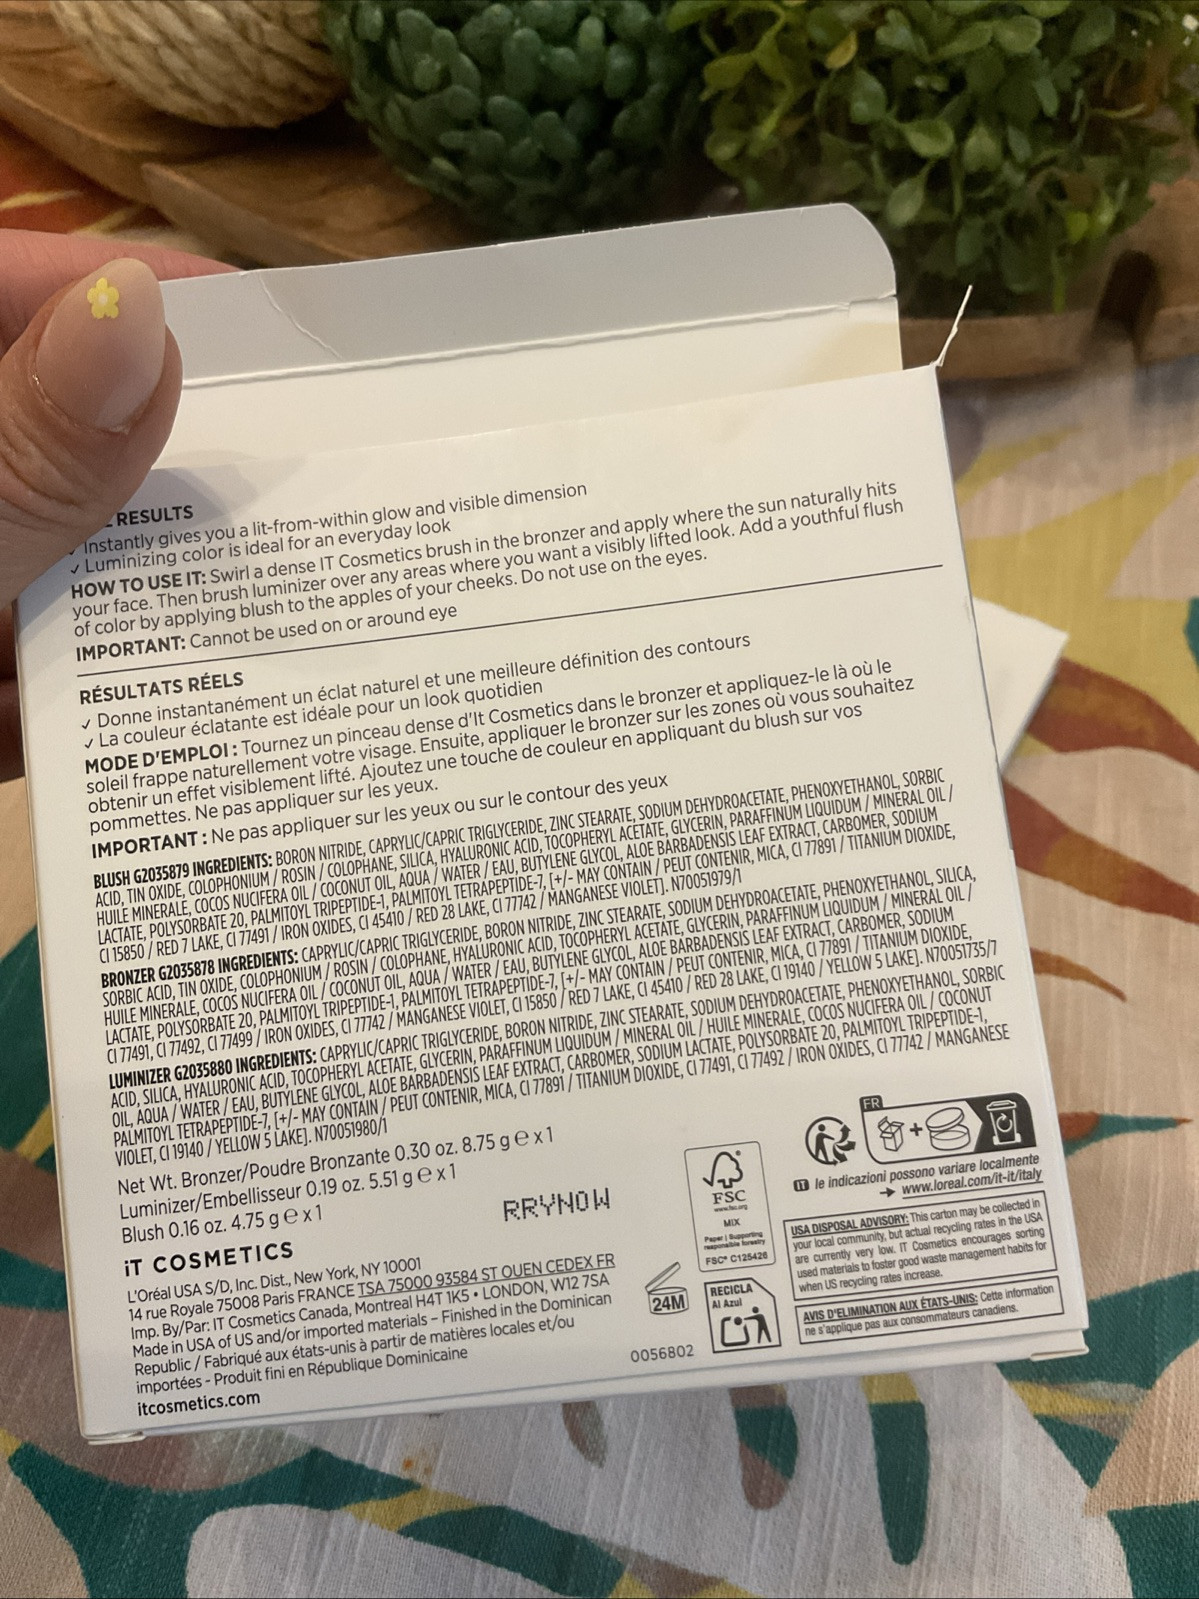 RESULTS
✓ Instantly gives you a lit-from-within glow and visible dimension
✓ Luminizing color is ideal for an everyday look
HOW TO USE IT: Swirl a dense IT Cosmetics brush in the bronzer and apply where the sun naturally hits
your face. Then brush luminizer over any areas where you want a visibly lifted look. Add a youthful flush
of color by applying blush to the apples of your cheeks. Do not use on the eyes.
IMPORTANT: Cannot be used on or around eye
RÉSULTATS RÉELS
✓ Donne instantanément un éclat naturel et une meilleure définition des contours
✓ La couleur éclatante est idéale pour un look quotidien
MODE D'EMPLOI : Tournez un pinceau dense d'It Cosmetics dans le bronzer et appliquez-le là où le
soleil frappe naturellement votre visage. Ensuite, appliquer le bronzer sur les zones où vous souhaitez
obtenir un effet visiblement lifté. Ajoutez une touche de couleur en appliquant du blush sur vos
pommettes. Ne pas appliquer sur les yeux.
IMPORTANT : Ne pas appliquer sur les yeux ou sur le contour des yeux
BLUSH G2035879 INGREDIENTS: BORON NITRIDE, CAPRYLIC/CAPRIC TRIGLYCERIDE, ZINC STEARATE, SODIUM DEHYDROACETATE, PHENOXYETHANOL, SORBIC
ACID, TIN OXIDE, COLOPHONIUM / ROSIN / COLOPHANE, SILICA, HYALURONIC ACID, TOCOPHERYL ACETATE, GLYCERIN, PARAFFINUM LIQUIDUM / MINERAL OIL /
HUILE MINERALE, COCOS NUCIFERA OIL / COCONUT OIL, AQUA / WATER / EAU, BUTYLENE GLYCOL, ALOE BARBADENSIS LEAF EXTRACT, CARBOMER, SODIUM
LACTATE, POLYSORBATE 20, PALMITOYL TRIPEPTIDE-1, PALMITOYL TETRAPEPTIDE-7, [+/- MAY CONTAIN / PEUT CONTENIR, MICA, CI 77891 / TITANIUM DIOXIDE,
CI 15850 / RED 7 LAKE, CI 77491 / IRON OXIDES, CI 45410 / RED 28 LAKE, CI 77742 / MANGANESE VIOLET]. N70051979/1
BRONZER G2035878 INGREDIENTS: CAPRYLIC/CAPRIC TRIGLYCERIDE, BORON NITRIDE, ZINC STEARATE, SODIUM DEHYDROACETATE, PHENOXYETHANOL, SILICA,
SORBIC ACID, TIN OXIDE, COLOPHONIUM / ROSIN / COLOPHANE, HYALURONIC ACID, TOCOPHERYL ACETATE, GLYCERIN, PARAFFINUM LIQUIDUM / MINERAL OIL /
HUILE MINERALE, COCOS NUCIFERA OIL / COCONUT OIL, AQUA / WATER / EAU, BUTYLENE GLYCOL, ALOE BARBADENSIS LEAF EXTRACT, CARBOMER, SODIUM
LACTATE, POLYSORBATE 20, PALMITOYL TRIPEPTIDE-1, PALMITOYL TETRAPEPTIDE-7, [+/- MAY CONTAIN / PEUT CONTENIR, MICA, CI 77891 / TITANIUM DIOXIDE,
CI 77491, CI 77492, CI 77499 / IRON OXIDES, CI 77742 / MANGANESE VIOLET, CI 15850 / RED 7 LAKE, CI 45410 / RED 28 LAKE, CI 19140 / YELLOW 5 LAKE]. N70051735/7
LUMINIZER G2035880 INGREDIENTS: CAPRYLIC/CAPRIC TRIGLYCERIDE, BORON NITRIDE, ZINC STEARATE, SODIUM DEHYDROACETATE, PHENOXYETHANOL, SORBIC
ACID, SILICA, HYALURONIC ACID, TOCOPHERYL ACETATE, GLYCERIN, PARAFFINUM LIQUIDUM / MINERAL OIL / HUILE MINERALE, COCOS NUCIFERA OIL / COCONUT
OIL, AQUA / WATER / EAU, BUTYLENE GLYCOL, ALOE BARBADENSIS LEAF EXTRACT, CARBOMER, SODIUM LACTATE, POLYSORBATE 20, PALMITOYL TRIPEPTIDE-1,
PALMITOYL TETRAPEPTIDE-7, [+/- MAY CONTAIN / PEUT CONTENIR, MICA, CI 77891 / TITANIUM DIOXIDE, CI 77491, CI 77492 / IRON OXIDES, CI 77742 / MANGANESE
VIOLET, CI 19140 / YELLOW 5 LAKE]. N70051980/1
Net Wt. Bronzer/Poudre Bronzante 0.30 oz. 8.75 g e x 1
Luminizer/Embellisseur 0.19 oz. 5.51 g e x 1
Blush 0.16 oz. 4.75 g e x 1
RRYNOW
iT COSMETICS
L'Oréal USA S/D, Inc. Dist., New York, NY 10001
14 rue Royale 75008 Paris FRANCE TSA 75000 93584 ST OUEN CEDEX FR
Imp. By/Par: IT Cosmetics Canada, Montreal H4T 1K5 • LONDON, W12 7SA
Made in USA of US and/or imported materials – Finished in the Dominican
Republic / Fabriqué aux états-unis à partir de matières locales et/ou
importées - Produit fini en République Dominicaine
itcosmetics.com
24M
0056802
FSC
www.fsc.org
MIX
Paper | Supporting
responsible forestry
FSC® C125426
RECICLA
Al Azul
FR
IT le indicazioni possono variare localmente
→ www.loreal.com/it-it/italy
USA DISPOSAL ADVISORY: This carton may be collected in
your local community, but actual recycling rates in the USA
are currently very low. IT Cosmetics encourages sorting
used materials to foster good waste management habits for
when US recycling rates increase.
AVIS D'ELIMINATION AUX ÉTATS-UNIS: Cette information
ne s'applique pas aux consommateurs canadiens.